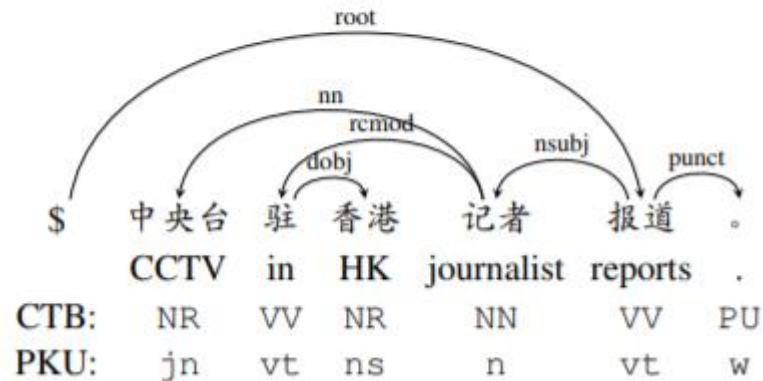 root
nn
rcmod
nsubj
dobj
punct
$ 中央台 驻 香港 记者 报道 。
CCTV in HK journalist reports .
CTB: NR VV NR NN VV PU
PKU: jn vt ns n vt w